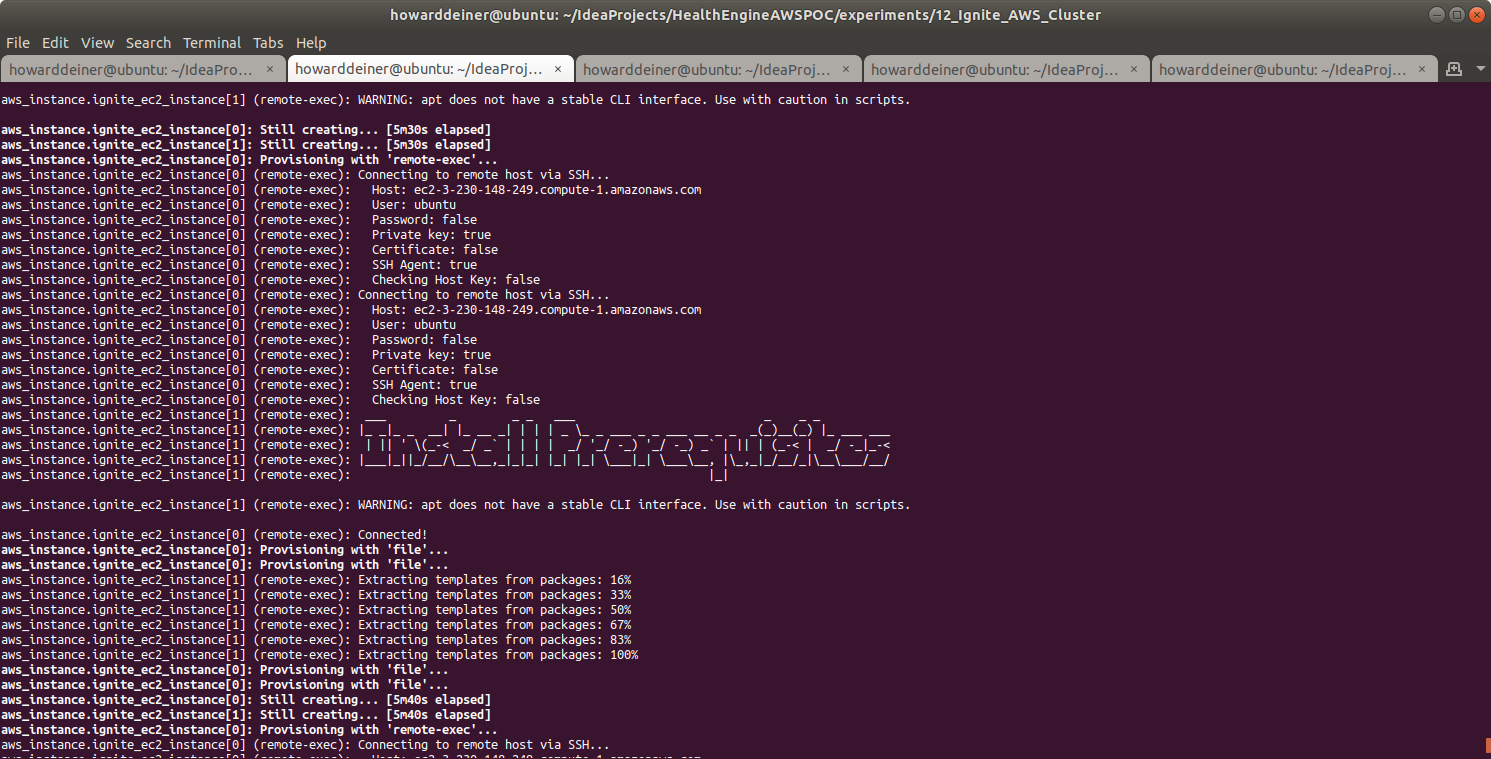 howarddeiner@ubuntu: ~/IdeaProjects/HealthEngineAWSPOC/experiments/12_Ignite_AWS_Cluster
File Edit View Search Terminal Tabs Help
howarddeiner@ubuntu: ~/IdeaPro... × howarddeiner@ubuntu: ~/IdeaProj... × howarddeiner@ubuntu: ~/IdeaProj... × howarddeiner@ubuntu: ~/IdeaProj... × howarddeiner@ubuntu: ~/IdeaProj... ×
aws_instance.ignite_ec2_instance[1] (remote-exec): WARNING: apt does not have a stable CLI interface. Use with caution in scripts.
aws_instance.ignite_ec2_instance[0]: Still creating... [5m30s elapsed]
aws_instance.ignite_ec2_instance[1]: Still creating... [5m30s elapsed]
aws_instance.ignite_ec2_instance[0]: Provisioning with 'remote-exec'...
aws_instance.ignite_ec2_instance[0] (remote-exec): Connecting to remote host via SSH...
aws_instance.ignite_ec2_instance[0] (remote-exec):   Host: ec2-3-230-148-249.compute-1.amazonaws.com
aws_instance.ignite_ec2_instance[0] (remote-exec):   User: ubuntu
aws_instance.ignite_ec2_instance[0] (remote-exec):   Password: false
aws_instance.ignite_ec2_instance[0] (remote-exec):   Private key: true
aws_instance.ignite_ec2_instance[0] (remote-exec):   Certificate: false
aws_instance.ignite_ec2_instance[0] (remote-exec):   SSH Agent: true
aws_instance.ignite_ec2_instance[0] (remote-exec):   Checking Host Key: false
aws_instance.ignite_ec2_instance[0] (remote-exec): Connecting to remote host via SSH...
aws_instance.ignite_ec2_instance[0] (remote-exec):   Host: ec2-3-230-148-249.compute-1.amazonaws.com
aws_instance.ignite_ec2_instance[0] (remote-exec):   User: ubuntu
aws_instance.ignite_ec2_instance[0] (remote-exec):   Password: false
aws_instance.ignite_ec2_instance[0] (remote-exec):   Private key: true
aws_instance.ignite_ec2_instance[0] (remote-exec):   Certificate: false
aws_instance.ignite_ec2_instance[0] (remote-exec):   SSH Agent: true
aws_instance.ignite_ec2_instance[0] (remote-exec):   Checking Host Key: false
aws_instance.ignite_ec2_instance[1] (remote-exec):
aws_instance.ignite_ec2_instance[1] (remote-exec):
aws_instance.ignite_ec2_instance[1] (remote-exec): Install Prerequisites
aws_instance.ignite_ec2_instance[1] (remote-exec):
aws_instance.ignite_ec2_instance[1] (remote-exec):
aws_instance.ignite_ec2_instance[1] (remote-exec): WARNING: apt does not have a stable CLI interface. Use with caution in scripts.
aws_instance.ignite_ec2_instance[0] (remote-exec): Connected!
aws_instance.ignite_ec2_instance[0]: Provisioning with 'file'...
aws_instance.ignite_ec2_instance[0]: Provisioning with 'file'...
aws_instance.ignite_ec2_instance[1] (remote-exec): Extracting templates from packages: 16%
aws_instance.ignite_ec2_instance[1] (remote-exec): Extracting templates from packages: 33%
aws_instance.ignite_ec2_instance[1] (remote-exec): Extracting templates from packages: 50%
aws_instance.ignite_ec2_instance[1] (remote-exec): Extracting templates from packages: 67%
aws_instance.ignite_ec2_instance[1] (remote-exec): Extracting templates from packages: 83%
aws_instance.ignite_ec2_instance[1] (remote-exec): Extracting templates from packages: 100%
aws_instance.ignite_ec2_instance[0]: Provisioning with 'file'...
aws_instance.ignite_ec2_instance[0]: Provisioning with 'file'...
aws_instance.ignite_ec2_instance[0]: Still creating... [5m40s elapsed]
aws_instance.ignite_ec2_instance[1]: Still creating... [5m40s elapsed]
aws_instance.ignite_ec2_instance[0]: Provisioning with 'remote-exec'...
aws_instance.ignite_ec2_instance[0] (remote-exec): Connecting to remote host via SSH...